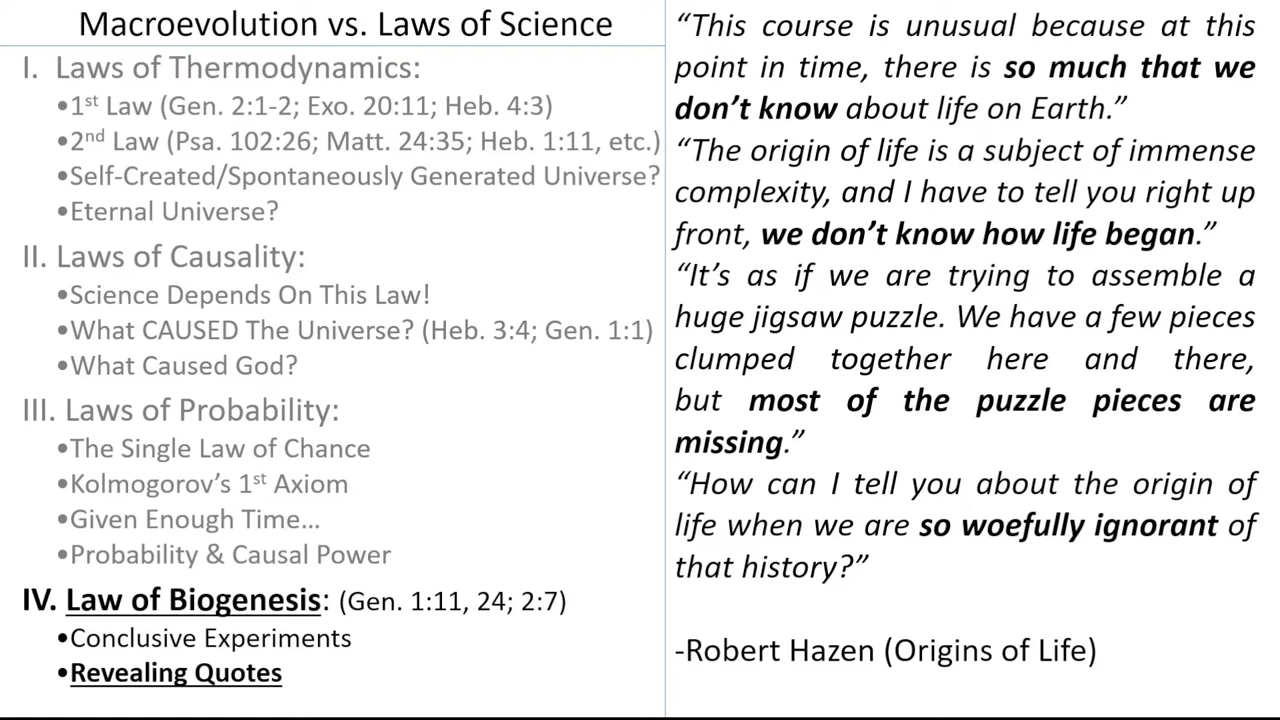 Macroevolution vs. Laws of Science
I. Laws of Thermodynamics:
•1st Law (Gen. 2:1-2; Exo. 20:11; Heb. 4:3)
•2nd Law (Psa. 102:26; Matt. 24:35; Heb. 1:11, etc.)
•Self-Created/Spontaneously Generated Universe?
•Eternal Universe?
II. Laws of Causality:
•Science Depends On This Law!
•What CAUSED The Universe? (Heb. 3:4; Gen. 1:1)
•What Caused God?
III. Laws of Probability:
•The Single Law of Chance
•Kolmogorov’s 1st Axiom
•Given Enough Time…
•Probability & Causal Power
IV. Law of Biogenesis: (Gen. 1:11, 24; 2:7)
•Conclusive Experiments
•Revealing Quotes
“This course is unusual because at this
point in time, there is so much that we
don’t know about life on Earth.”
“The origin of life is a subject of immense
complexity, and I have to tell you right up
front, we don’t know how life began.”
“It’s as if we are trying to assemble a
huge jigsaw puzzle. We have a few pieces
clumped together here and there,
but most of the puzzle pieces are
missing.”
“How can I tell you about the origin of
life when we are so woefully ignorant of
that history?”
-Robert Hazen (Origins of Life)